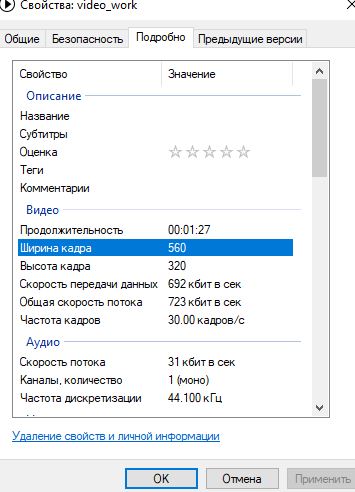 Свойства: video_work
Общие Безопасность Подробно Предыдущие версии
Свойство Значение
Описание
Название
Субтитры
Оценка
Теги
Комментарии
Видео
Продолжительность 00:01:27
Ширина кадра 560
Высота кадра 320
Скорость передачи данных 692 кбит в сек
Общая скорость потока 723 кбит в сек
Частота кадров 30.00 кадров/с
Аудио
Скорость потока 31 кбит в сек
Каналы, количество 1 (моно)
Частота дискретизации 44.100 кГц
Удаление свойств и личной информации
OK Отмена Применить